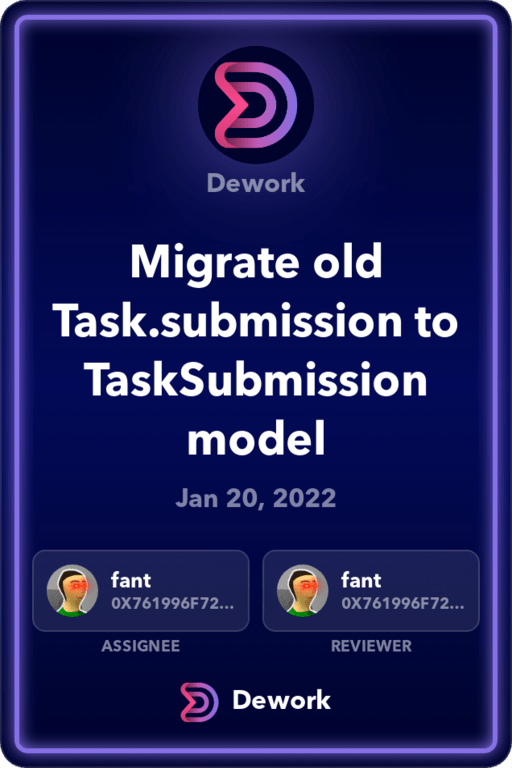 Dework
Migrate old
Task.submission to
TaskSubmission
model
Jan 20, 2022
fant
0X761996F72...
ASSIGNEE
fant
0X761996F72...
REVIEWER
Dework